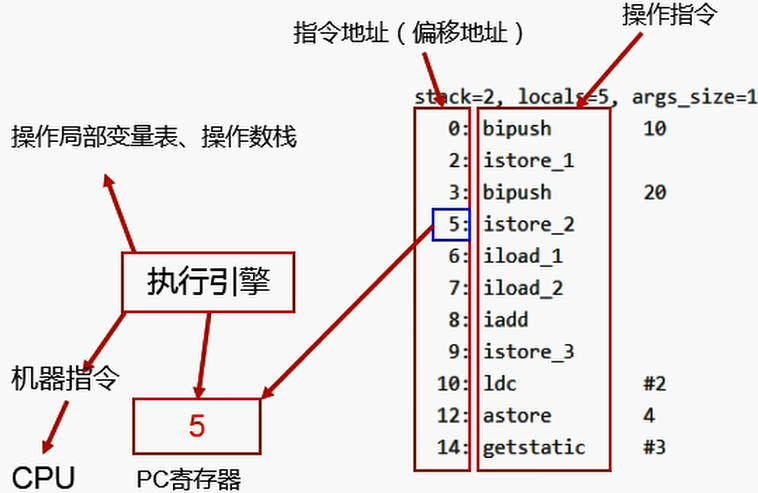 操作指令
指令地址（偏移地址）
stack=2, locals=5, args_size=1
0: bipush 10
2: istore_1
3: bipush 20
5: istore_2
6: iload_1
7: iload_2
8: iadd
9: istore_3
10: ldc #2
12: astore 4
14: getstatic #3
操作局部变量表、操作数栈
执行引擎
机器指令
5
CPU
PC寄存器